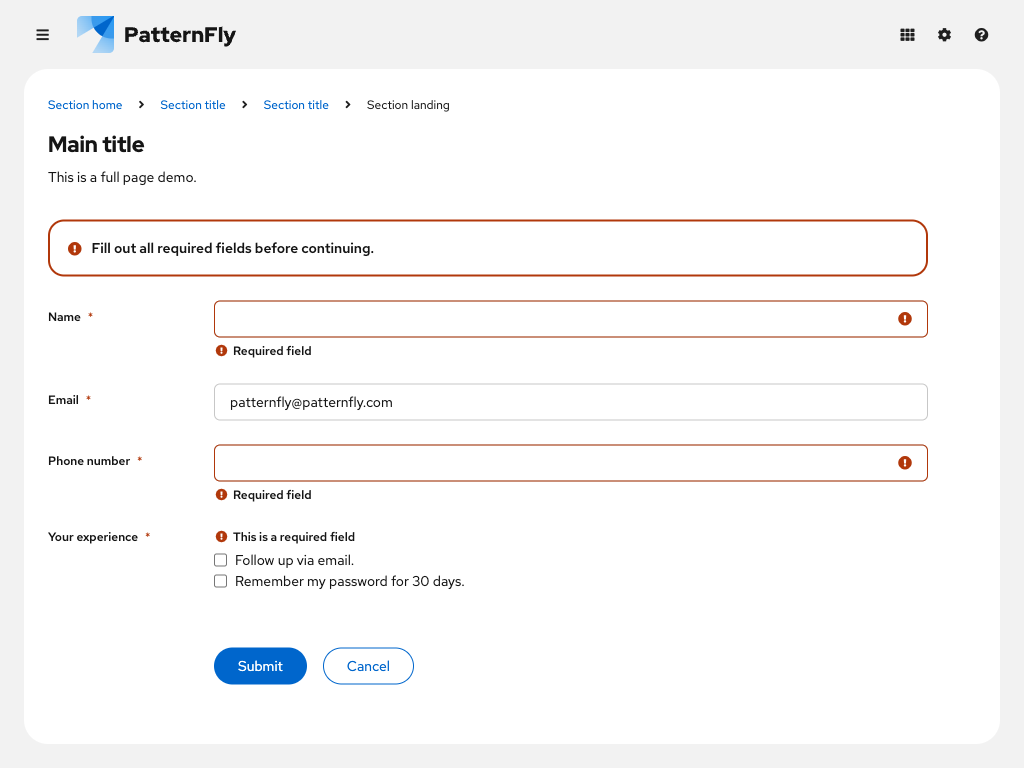 PatternFly
Section home Section title Section title Section landing
Main title
This is a full page demo.
Fill out all required fields before continuing.
Name *
Required field
Email * patternfly@patternfly.com
Phone number *
Required field
Your experience * This is a required field
Follow up via email.
Remember my password for 30 days.
Submit Cancel